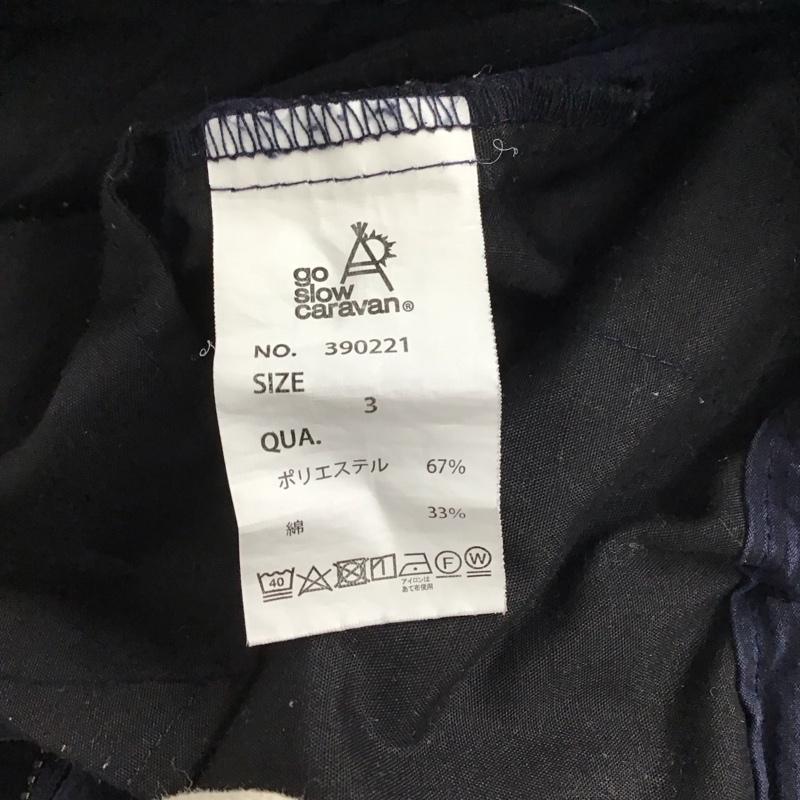 go
slow
caravan®
NO. 390221
SIZE
3
QUA.
ポリエステル 67%
綿 33%
40 F W
アイロンは
あて布使用